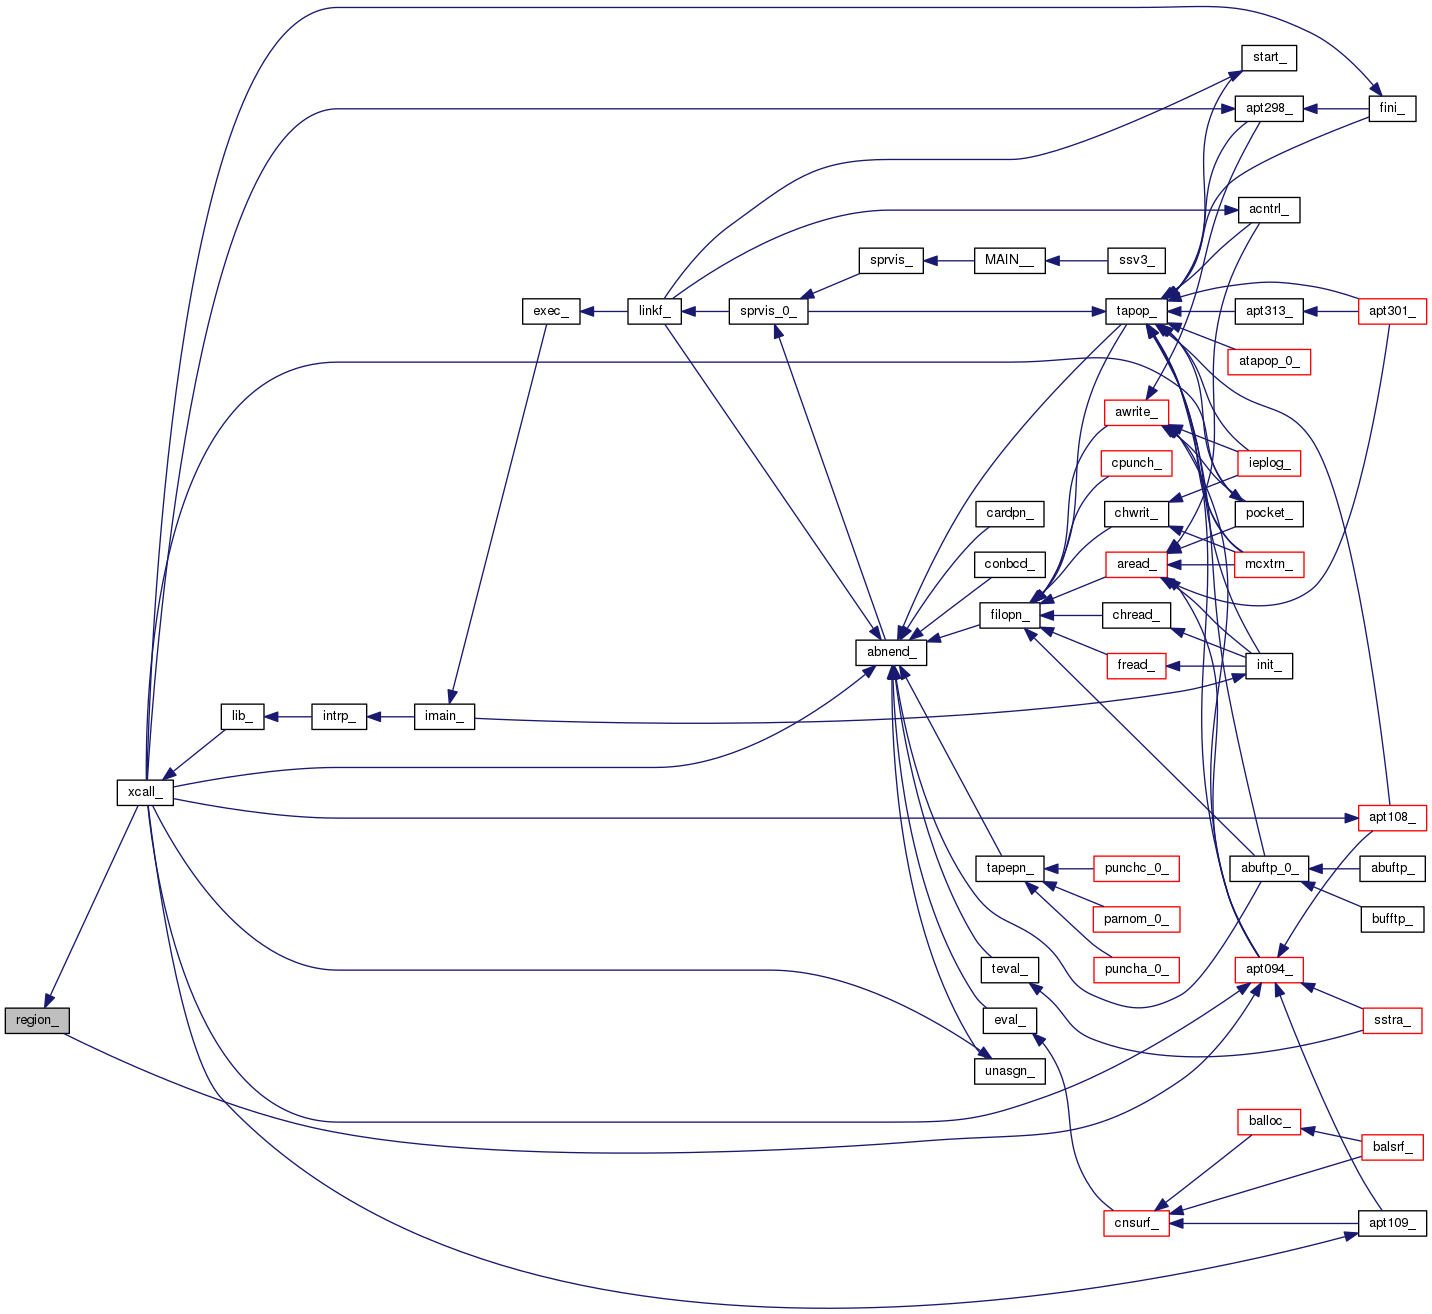 start_
apt298_
fini_
acntrl_
sprvis_
MAIN__
ssv3_
exec_
linkf_
sprvis_0_
tapop_
apt313_
apt301_
atapop_0_
awrite_
cpunch_
ieplog_
cardpn_
chwrit_
pocket_
conbcd_
aread_
mcxtrn_
filopn_
chread_
abnend_
fread_
init_
lib_
intrp_
imain_
xcall_
apt108_
tapepn_
punchc_0_
abuftp_0_
abuftp_
parnom_0_
bufftp_
teval_
puncha_0_
apt094_
region_
eval_
sstra_
unasgn_
balloc_
balsrf_
cnsurf_
apt109_